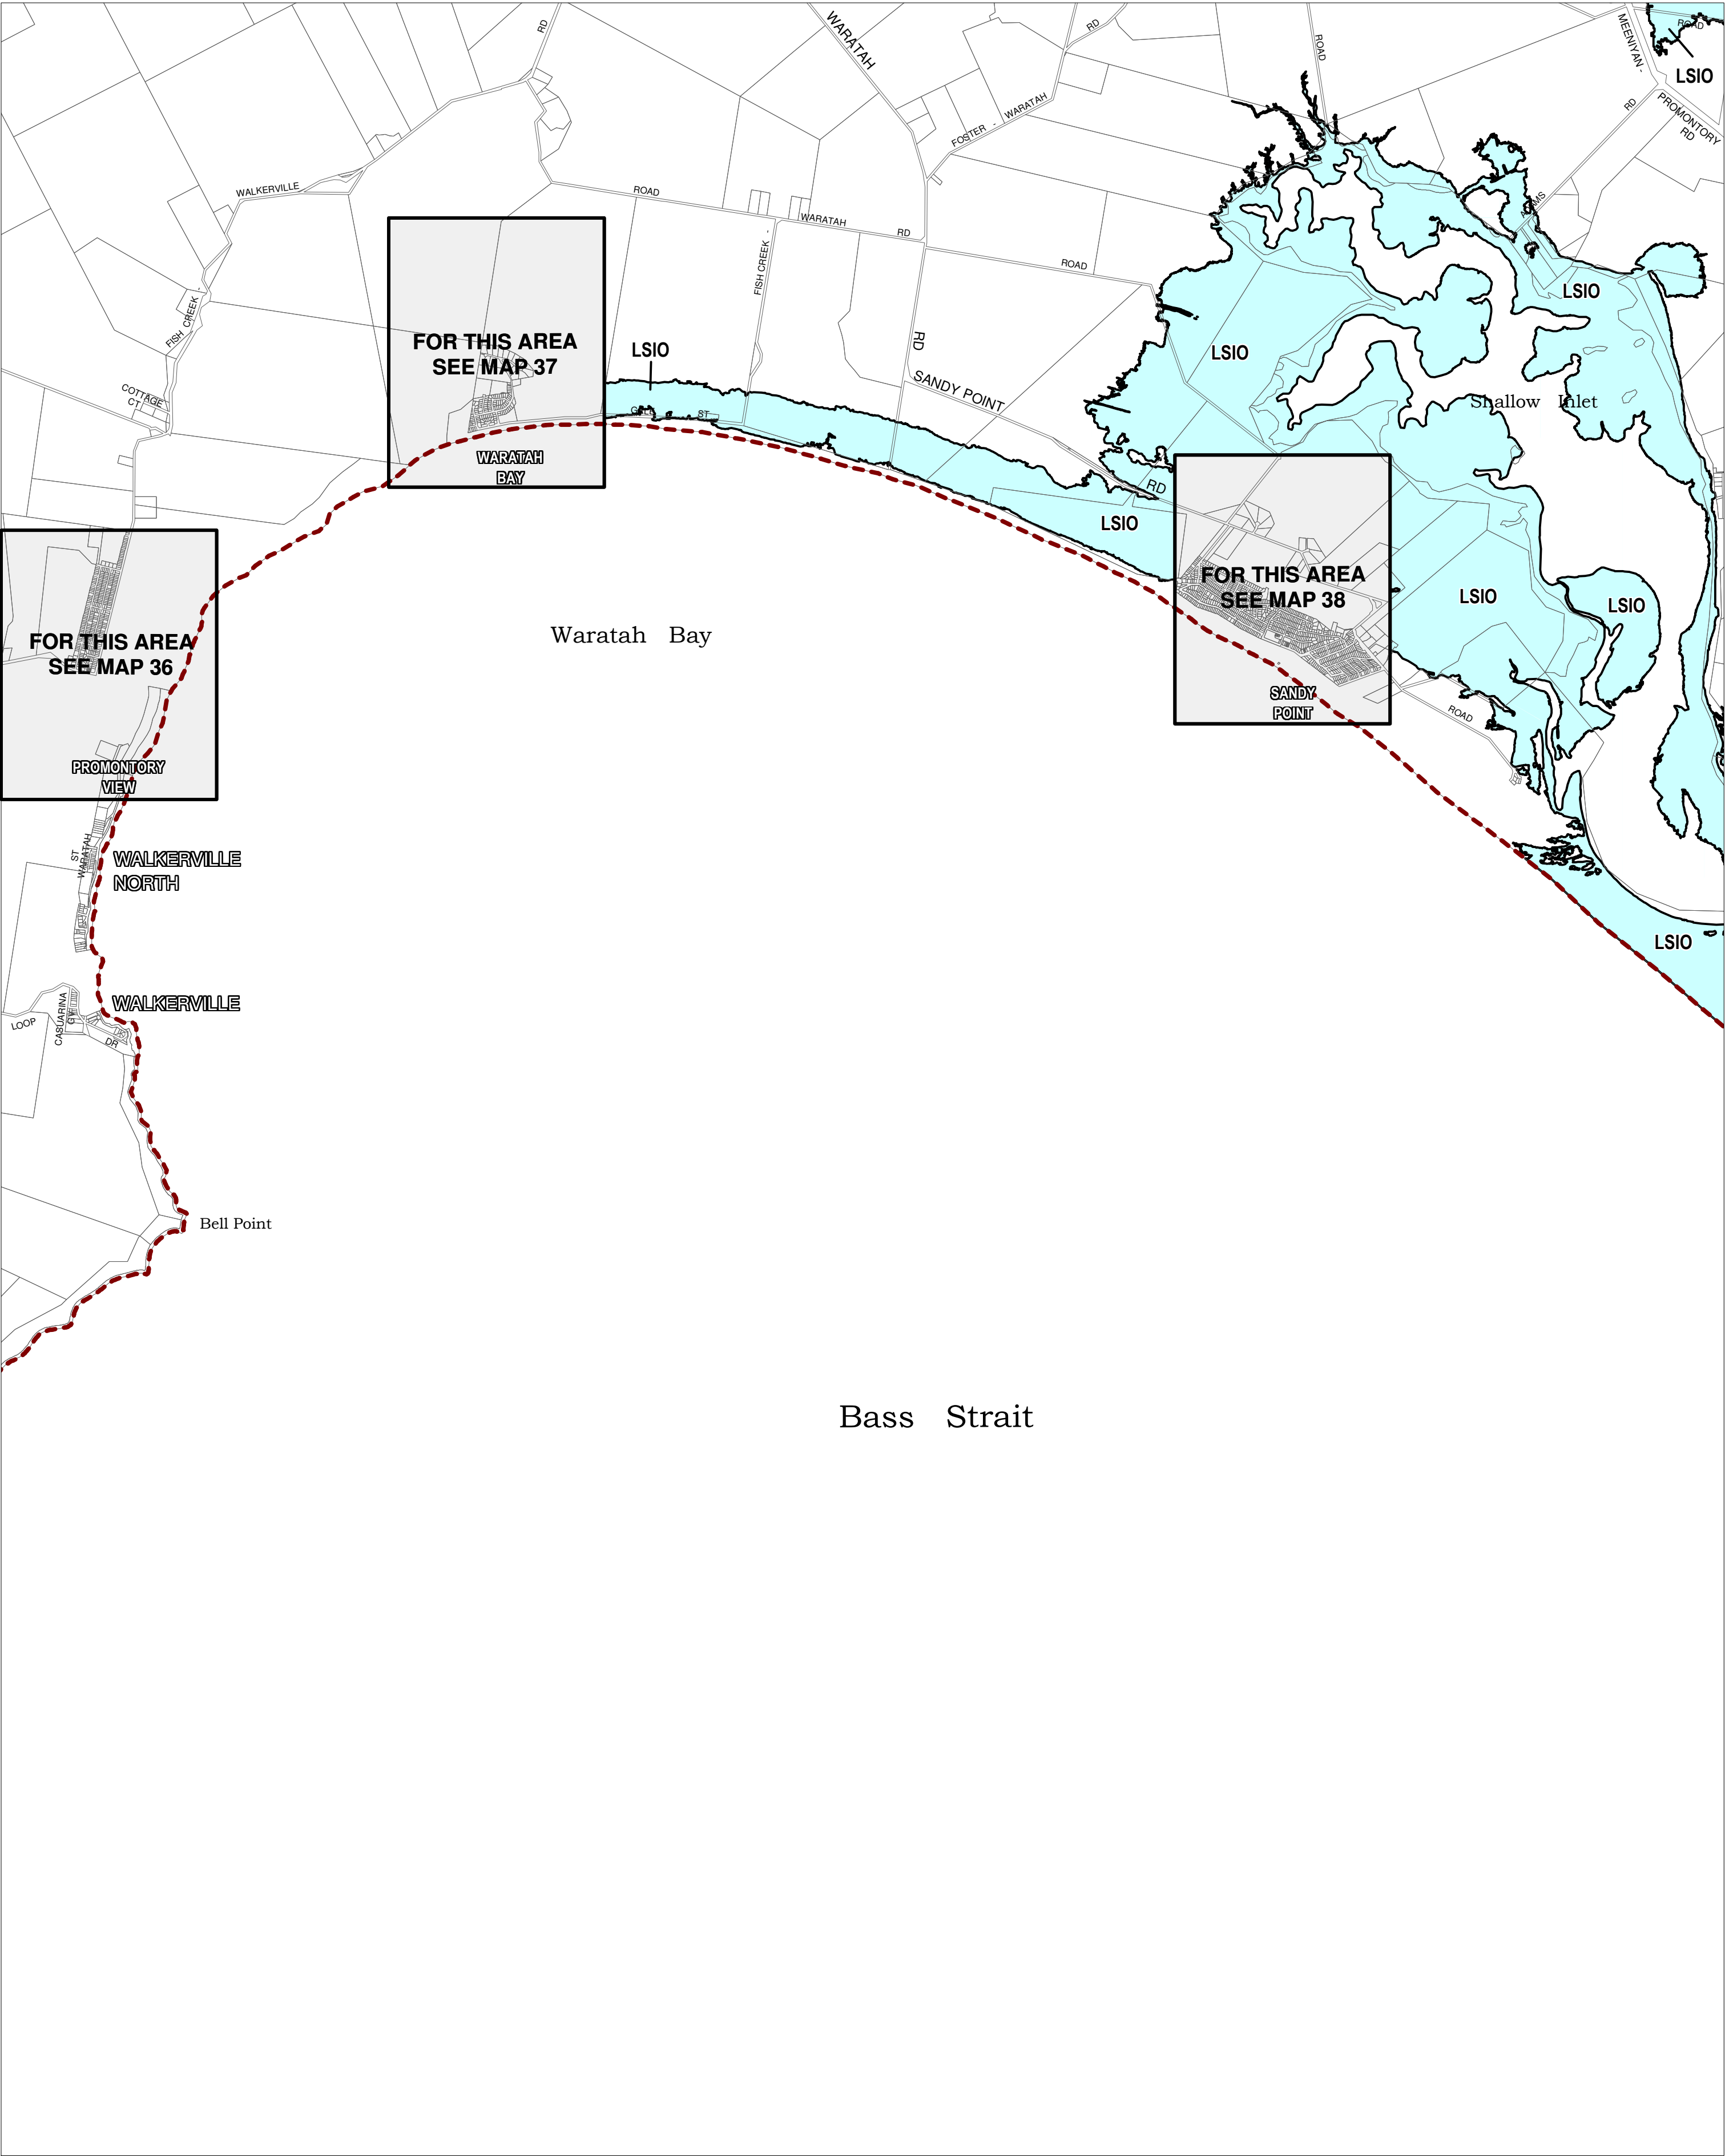 RD
WARATAH
RD
ROAD
MEENIYAN -
ROAD
LSIO
RD
PROMONTORY
RD
FOSTER - WARATAH
WALKERVILLE
ROAD
WARATAH
RD
FISH CREEK -
ROAD
LSIO
FISH CREEK -
FOR THIS AREA
SEE MAP 37
LSIO
RD
LSIO
SANDY POINT
COTTAGE
CT
ST
Shallow Inlet
WARATAH
BAY
RD
LSIO
FOR THIS AREA
SEE MAP 38
LSIO
LSIO
FOR THIS AREA
SEE MAP 36
Waratah Bay
SANDY
POINT
ROAD
PROMONTORY
VIEW
ST
WARATAH
WALKERVILLE
NORTH
LSIO
WALKERVILLE
LOOP
CASUARINA
DR
Bell Point
Bass Strait